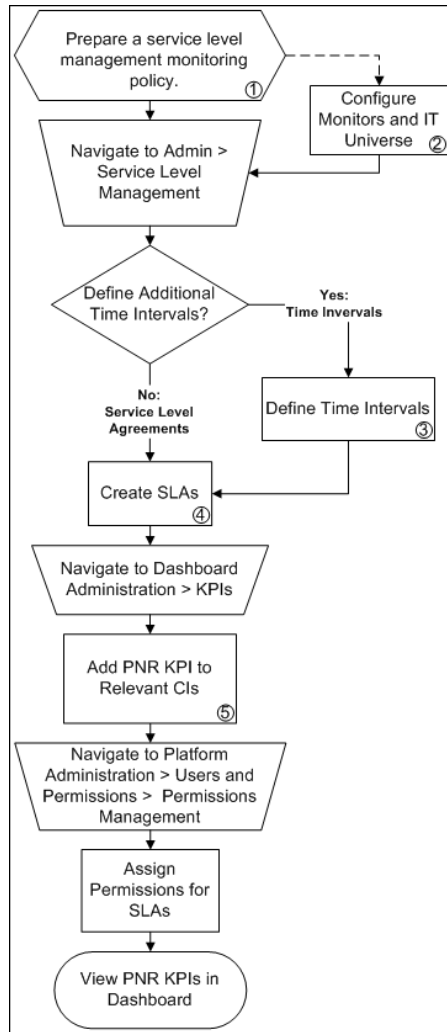 Prepare a service level
management monitoring
policy.
①
Configure
Monitors and IT
Universe
②
Navigate to Admin >
Service Level
Management
Define Additional
Time Intervals?
Yes:
Time Invervals
No:
Service Level
Agreements
Define Time Intervals
③
Create SLAs
④
Navigate to Dashboard
Administration > KPIs
Add PNR KPI to
Relevant CIs
⑤
Navigate to Platform
Administration > Users and
Permissions > Permissions
Management
Assign
Permissions for
SLAs
View PNR KPIs in
Dashboard